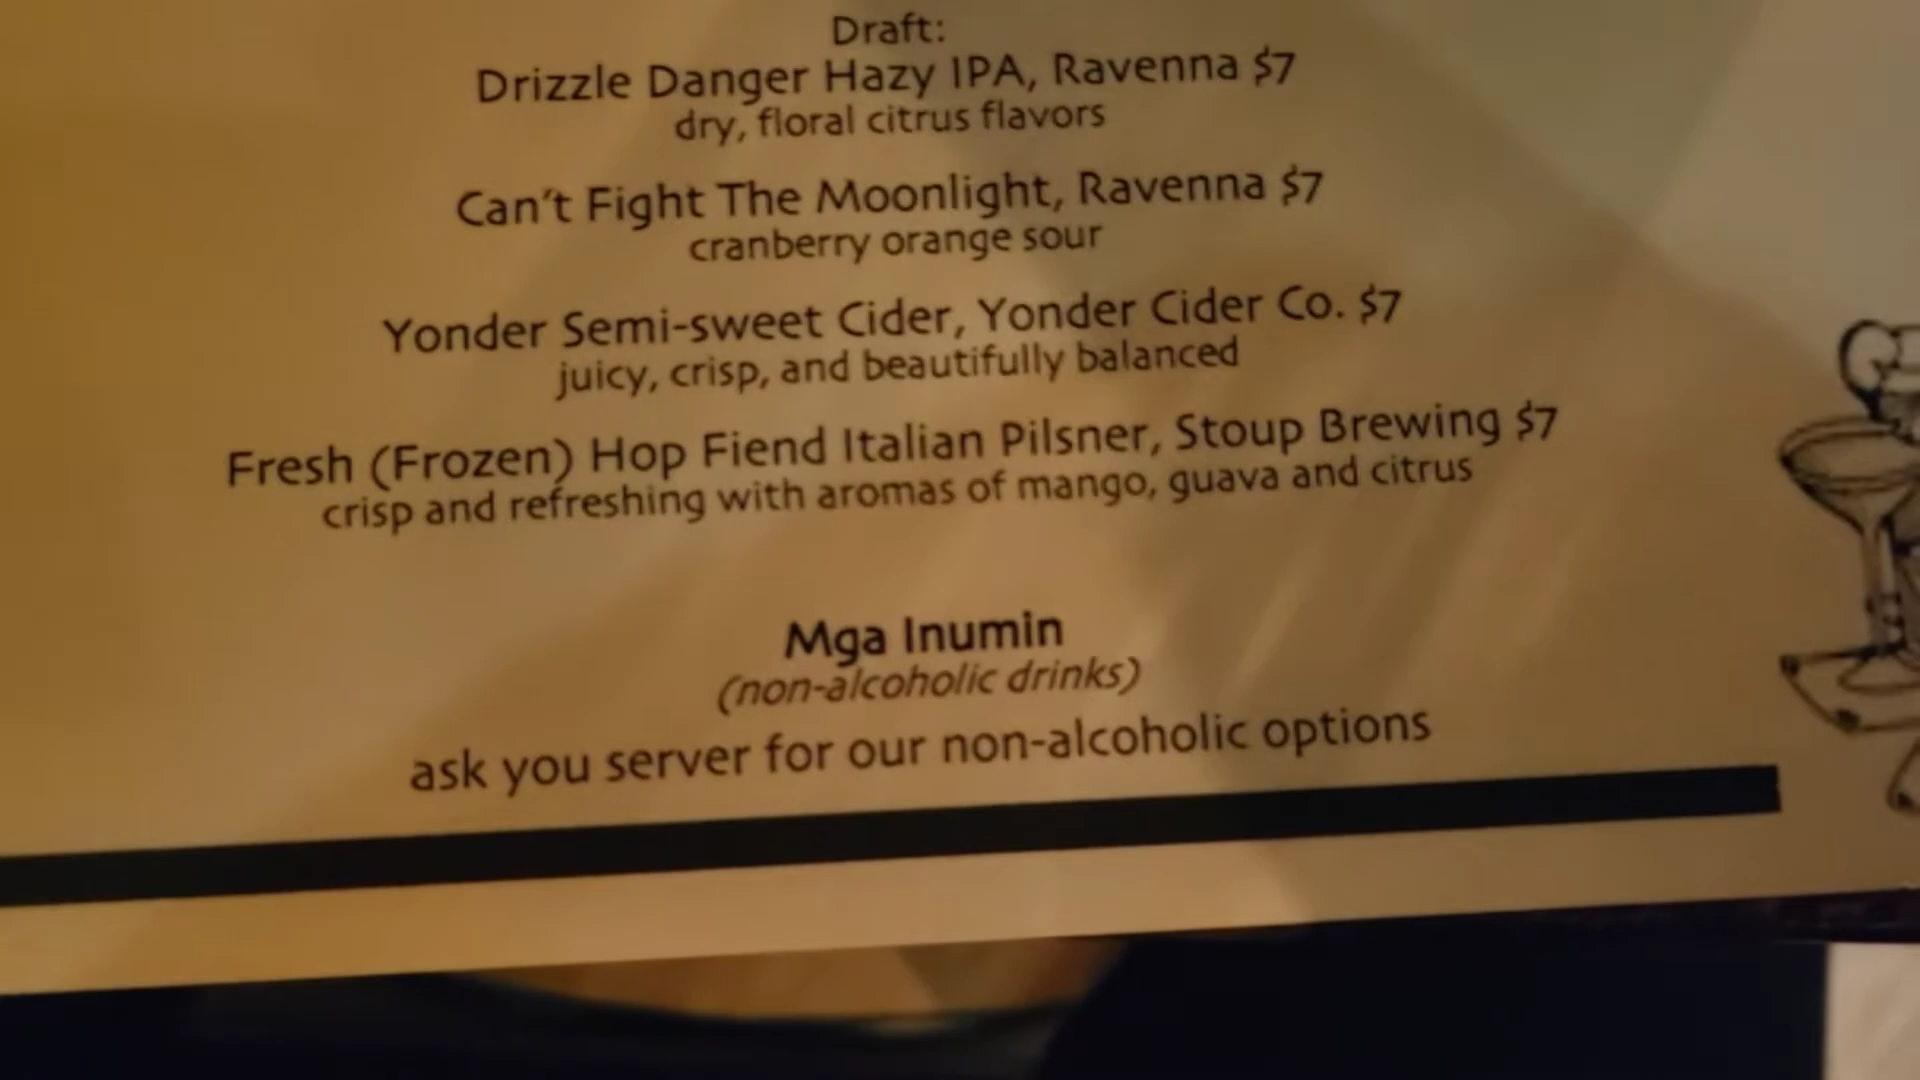 Draft:
Drizzle Danger Hazy IPA, Ravenna $7
dry, floral citrus flavors
Can't Fight The Moonlight, Ravenna $7
cranberry orange sour
Yonder Semi-sweet Cider, Yonder Cider Co. $7
juicy, crisp, and beautifully balanced
Fresh (Frozen) Hop Fiend Italian Pilsner, Stoup Brewing $7
crisp and refreshing with aromas of mango, guava and citrus
Mga Inumin
(non-alcoholic drinks)
ask you server for our non-alcoholic options